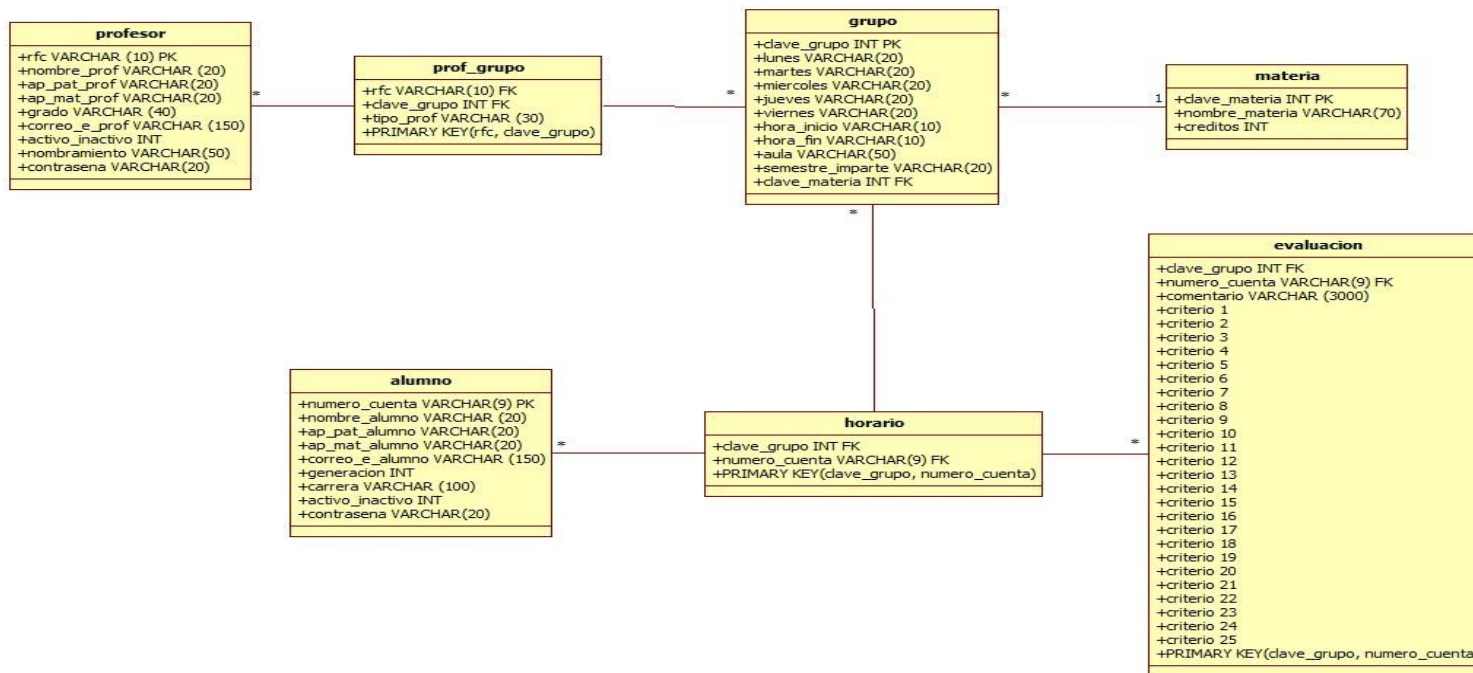 profesor
+rfc VARCHAR (10) PK
+nombre_prof VARCHAR (20)
+ap_pat_prof VARCHAR(20)
+ap_mat_prof VARCHAR(20)
+grado VARCHAR (40)
+correo_e_prof VARCHAR (150)
+activo_inactivo INT
+nombramiento VARCHAR(50)
+contrasena VARCHAR(20)
*
prof_grupo
+rfc VARCHAR(10) FK
+clave_grupo INT FK
+tipo_prof VARCHAR (30)
+PRIMARY KEY(rfc, clave_grupo)
*
grupo
+clave_grupo INT PK
+lunes VARCHAR(20)
+martes VARCHAR(20)
+miercoles VARCHAR(20)
+jueves VARCHAR(20)
+viernes VARCHAR(20)
+hora_inicio VARCHAR(10)
+hora_fin VARCHAR(10)
+aula VARCHAR(50)
+semestre_imparte VARCHAR(20)
+clave_materia INT FK
*
1
materia
+clave_materia INT PK
+nombre_materia VARCHAR(70)
+creditos INT
*
alumno
+numero_cuenta VARCHAR(9) PK
+nombre_alumno VARCHAR (20)
+ap_pat_alumno VARCHAR(20)
+ap_mat_alumno VARCHAR(20)
+correo_e_alumno VARCHAR (150)
+generacion INT
+carrera VARCHAR (100)
+activo_inactivo INT
+contrasena VARCHAR(20)
*
horario
+clave_grupo INT FK
+numero_cuenta VARCHAR(9) FK
+PRIMARY KEY(clave_grupo, numero_cuenta)
*
evaluacion
+clave_grupo INT FK
+numero_cuenta VARCHAR(9) FK
+comentario VARCHAR (3000)
+criterio 1
+criterio 2
+criterio 3
+criterio 4
+criterio 5
+criterio 6
+criterio 7
+criterio 8
+criterio 9
+criterio 10
+criterio 11
+criterio 12
+criterio 13
+criterio 14
+criterio 15
+criterio 16
+criterio 17
+criterio 18
+criterio 19
+criterio 20
+criterio 21
+criterio 22
+criterio 23
+criterio 24
+criterio 25
+PRIMARY KEY(clave_grupo, numero_cuenta